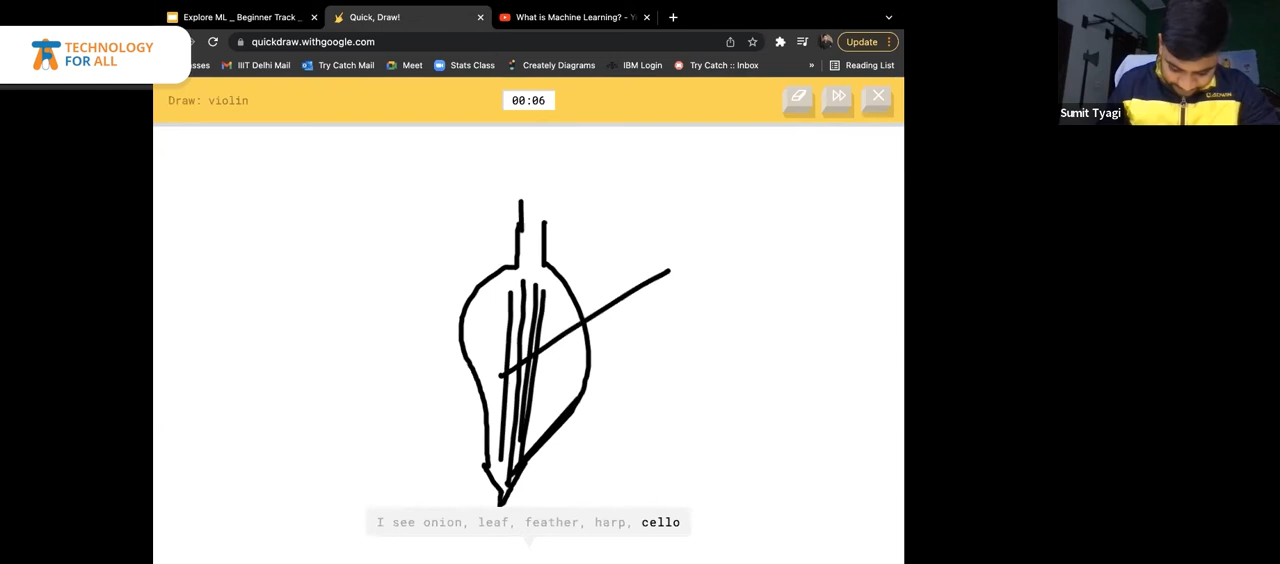 Explore ML _ Beginner Track _
Quick, Draw!
What is Machine Learning? -
TECHNOLOGY
FOR ALL
quickdraw.withgoogle.com
Update
IIIT Delhi Mail
Try Catch Mail
Meet
Stats Class
Creately Diagrams
IBM Login
Try Catch :: Inbox
»
Reading List
Draw: violin
00:06
Sumit Tyagi
I see onion, leaf, feather, harp, cello